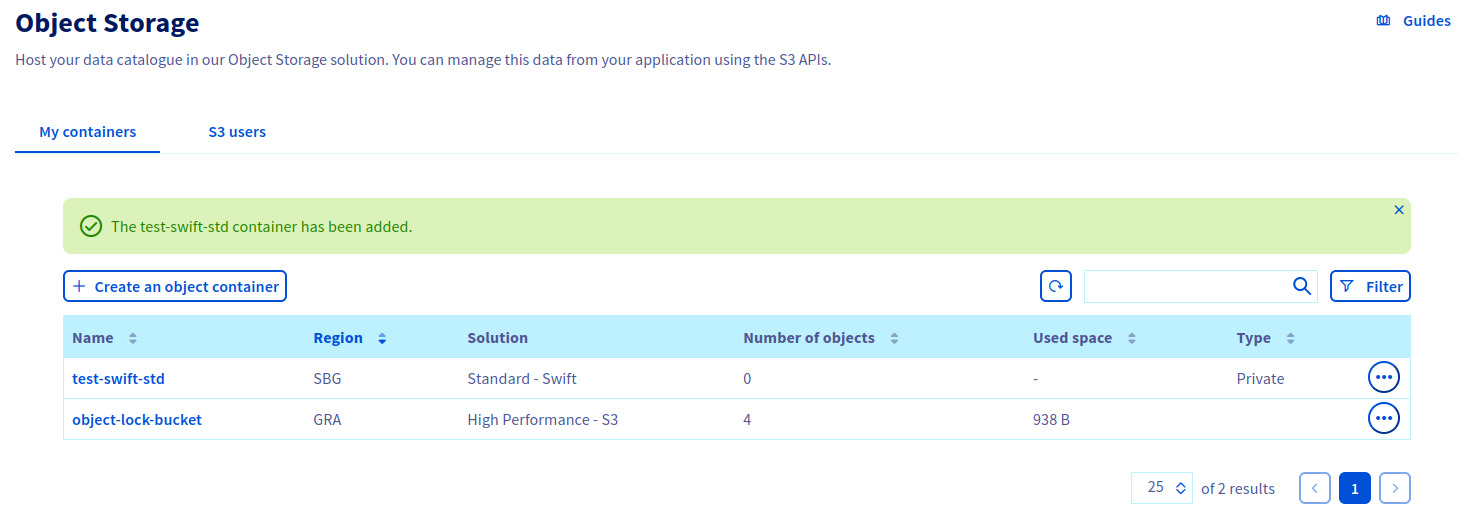 Object Storage
Guides
Host your data catalogue in our Object Storage solution. You can manage this data from your application using the S3 APIs.
My containers S3 users
The test-swift-std container has been added.
Create an object container Filter
Name Region Solution Number of objects Used space Type
test-swift-std SBG Standard - Swift 0 - Private
object-lock-bucket GRA High Performance - S3 4 938 B
25 of 2 results 1